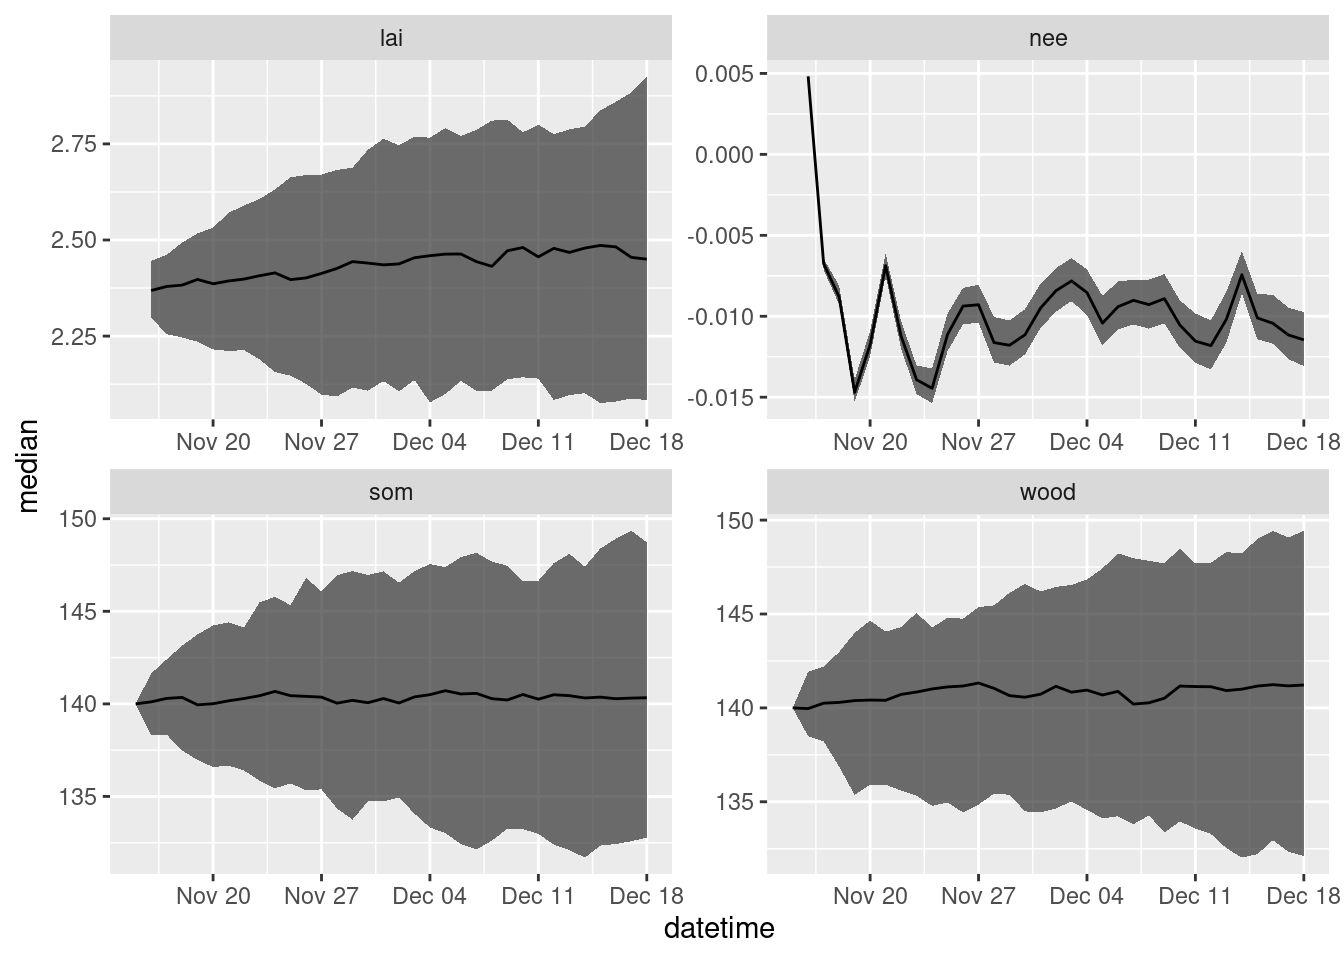 lai
nee
2.75
2.50
2.25
0.005
0.000
-0.005
-0.010
-0.015
Nov 20 Nov 27 Dec 04 Dec 11 Dec 18
Nov 20 Nov 27 Dec 04 Dec 11 Dec 18
median
som
wood
150
145
140
135
150
145
140
135
Nov 20 Nov 27 Dec 04 Dec 11 Dec 18
Nov 20 Nov 27 Dec 04 Dec 11 Dec 18
datetime